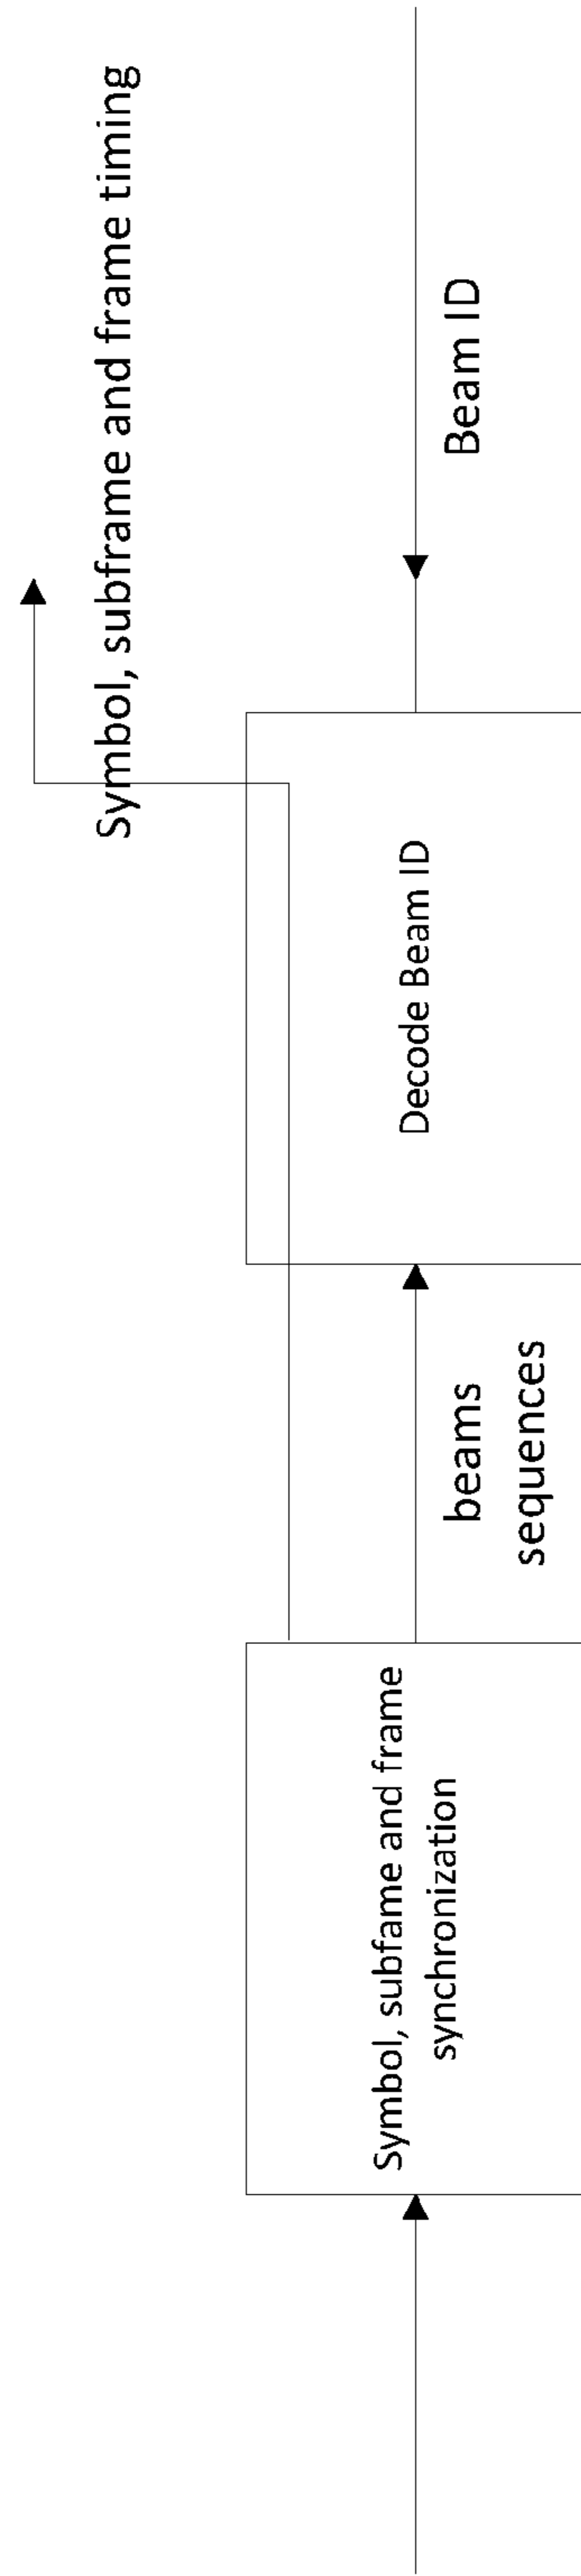 Symbol, subfame and frame
synchronization
beams
sequences
Decode Beam ID
Symbol, subframe and frame timing
Beam ID